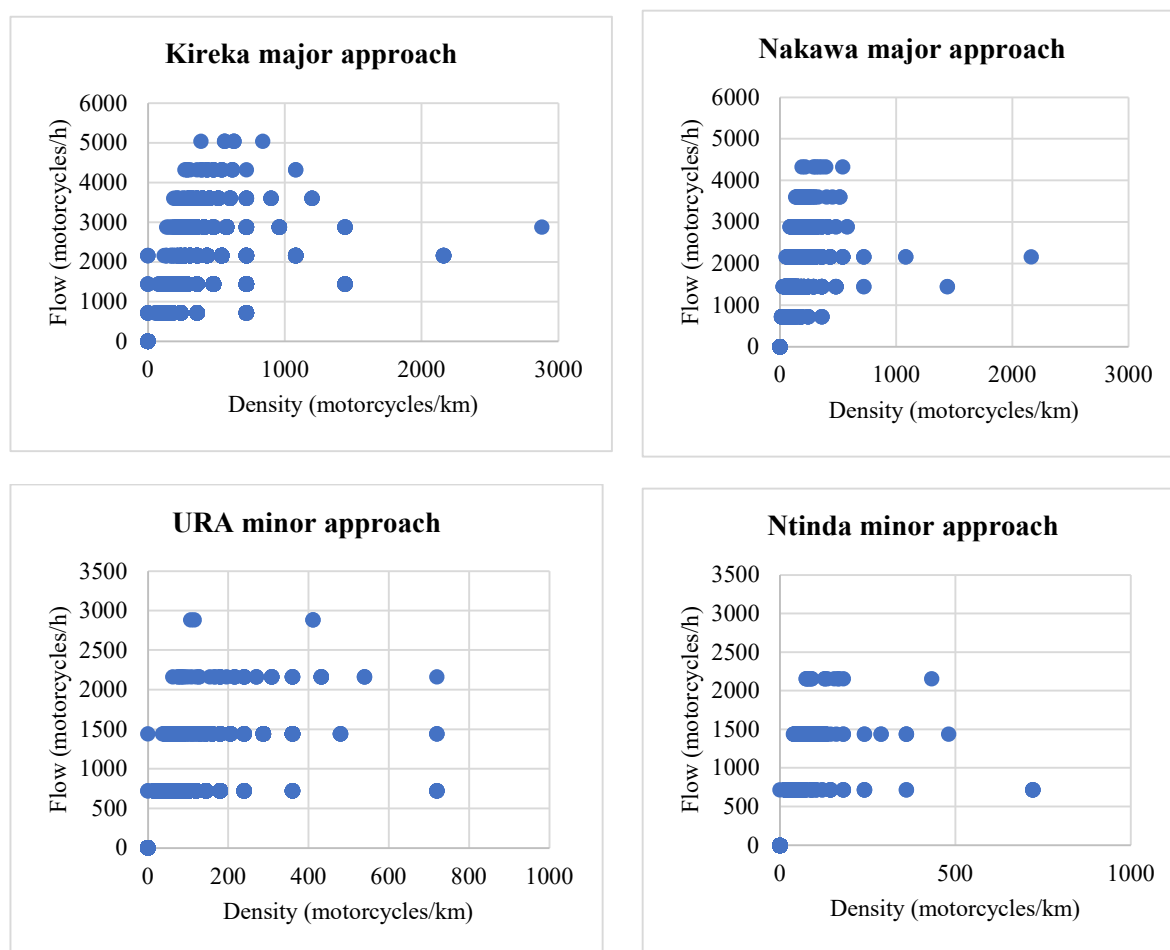 Kireka major approach
6000
5000
4000
3000
2000
1000
0
0 1000 2000 3000
Flow (motorcycles/h)
Density (motorcycles/km)
Nakawa major approach
6000
5000
4000
3000
2000
1000
0
0 1000 2000 3000
Flow (motorcycles/h)
Density (motorcycles/km)
URA minor approach
3500
3000
2500
2000
1500
1000
500
0
0 200 400 600 800 1000
Flow (motorcycles/h)
Density (motorcycles/km)
Ntinda minor approach
3500
3000
2500
2000
1500
1000
500
0
0 500 1000
Flow (motorcycles/h)
Density (motorcycles/km)